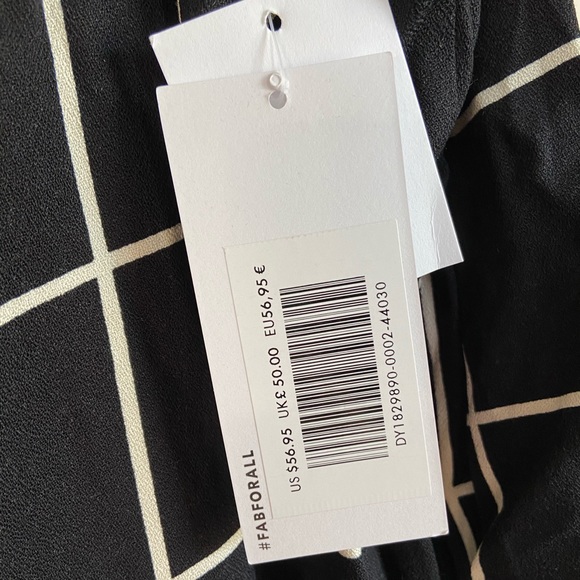 #FABFORALL
US $56.95 UK£ 50.00 EU56,95 €
DY1829890-0002-44030